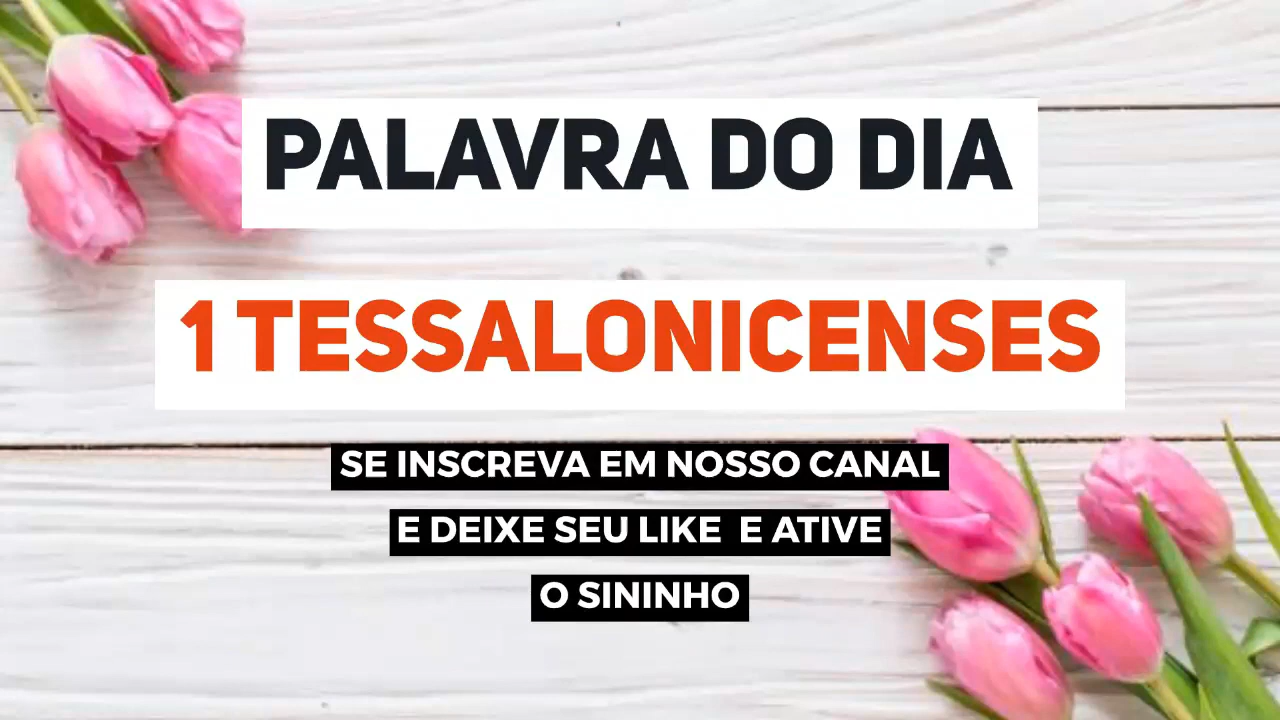 PALAVRA DO DIA
1 TESSALONICENSES
SE INSCREVA EM NOSSO CANAL
E DEIXE SEU LIKE E ATIVE
O SININHO